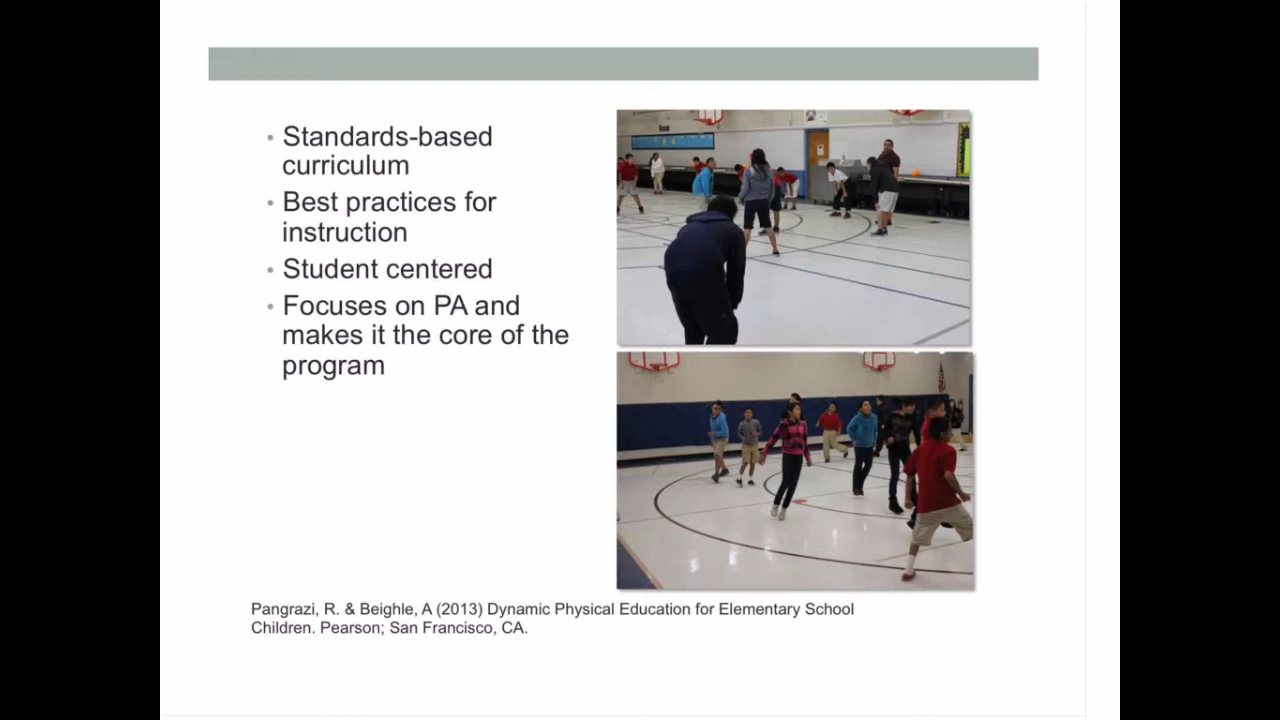 • Standards-based
curriculum
• Best practices for
instruction
• Student centered
• Focuses on PA and
makes it the core of the
program
Pangrazi, R. & Beighle, A (2013) Dynamic Physical Education for Elementary School
Children. Pearson; San Francisco, CA.